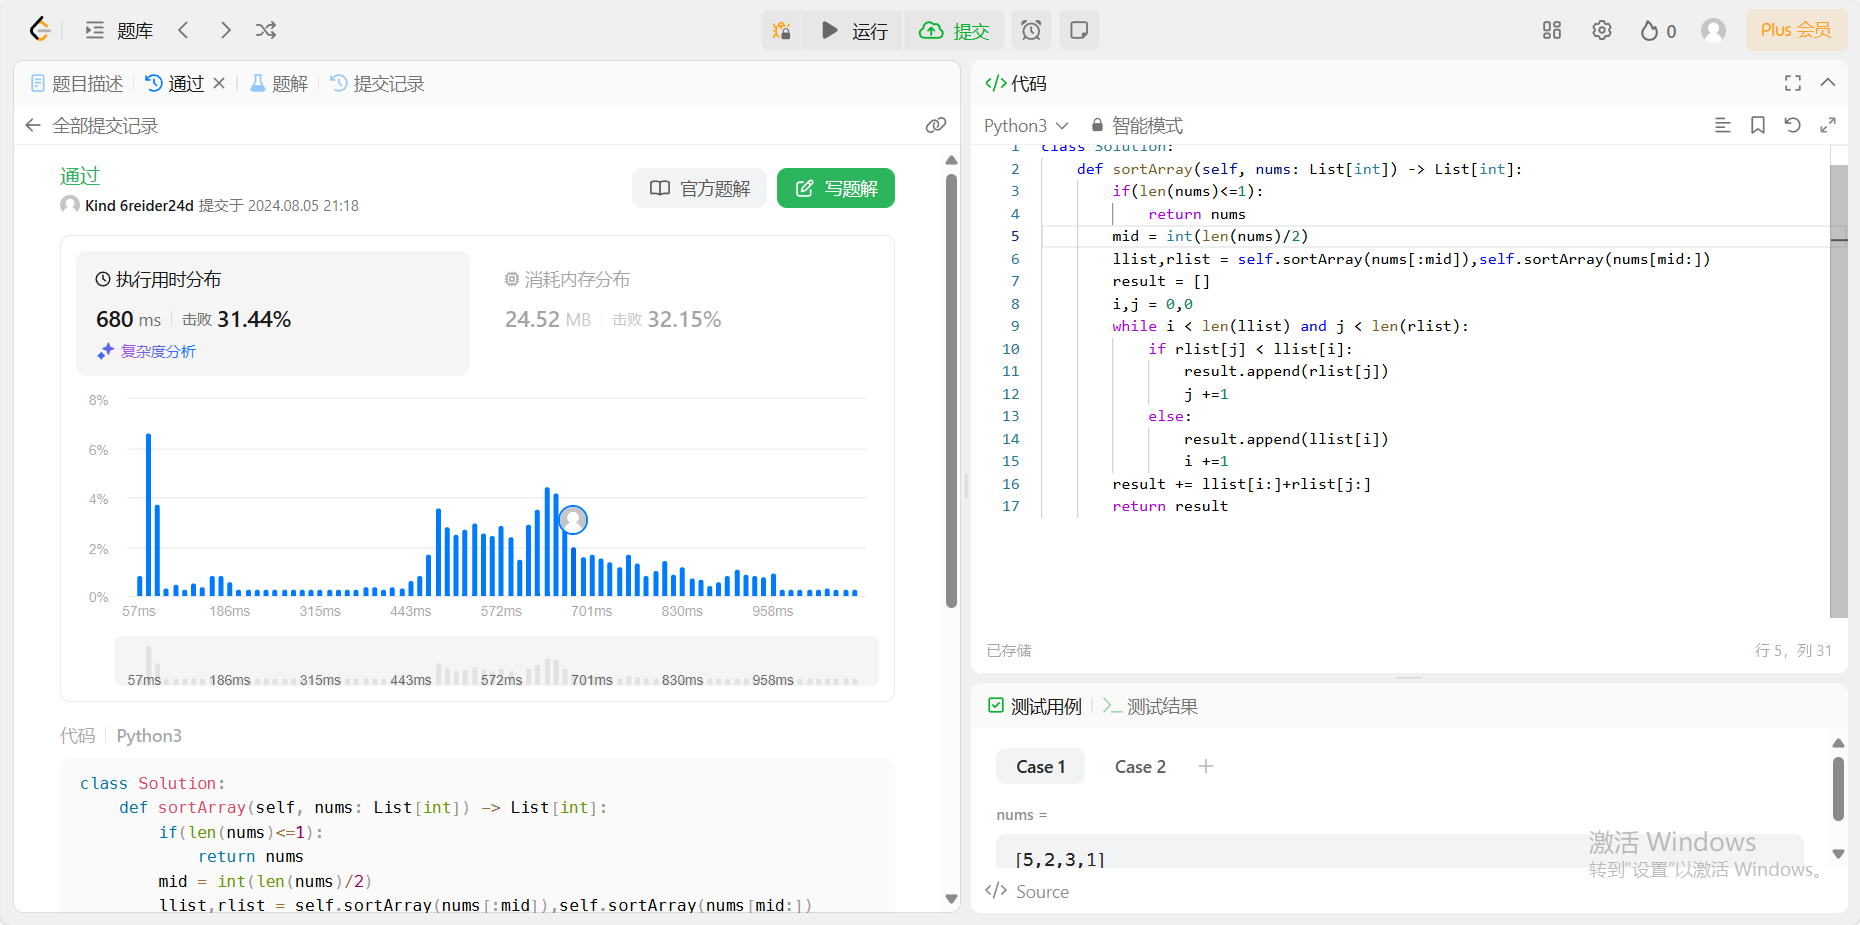 题库
运行
提交
0
Plus 会员
题目描述
通过
题解
提交记录
全部提交记录
通过
Kind 6reider24d 提交于 2024.08.05 21:18
官方题解
写题解
执行用时分布
680 ms
击败 31.44%
复杂度分析
消耗内存分布
24.52 MB
击败 32.15%
8%
6%
4%
2%
0%
57ms 186ms 315ms 443ms 572ms 701ms 830ms 958ms
57ms 186ms 315ms 443ms 572ms 701ms 830ms 958ms
代码 Python3
class Solution:
    def sortArray(self, nums: List[int]) -> List[int]:
        if(len(nums)<=1):
            return nums
        mid = int(len(nums)/2)
        llist,rlist = self.sortArray(nums[:mid]),self.sortArray(nums[mid:])
</> 代码
Python3
智能模式
1 class Solution:
2     def sortArray(self, nums: List[int]) -> List[int]:
3         if(len(nums)<=1):
4             return nums
5         mid = int(len(nums)/2)
6         llist,rlist = self.sortArray(nums[:mid]),self.sortArray(nums[mid:])
7         result = []
8         i,j = 0,0
9         while i < len(llist) and j < len(rlist):
10             if rlist[j] < llist[i]:
11                 result.append(rlist[j])
12                 j +=1
13             else:
14                 result.append(llist[i])
15                 i +=1
16         result += llist[i:]+rlist[j:]
17         return result
已存储
行 5, 列 31
测试用例
测试结果
Case 1
Case 2
nums =
[5,2,3,1]
</> Source
激活 Windows
转到“设置”以激活 Windows。